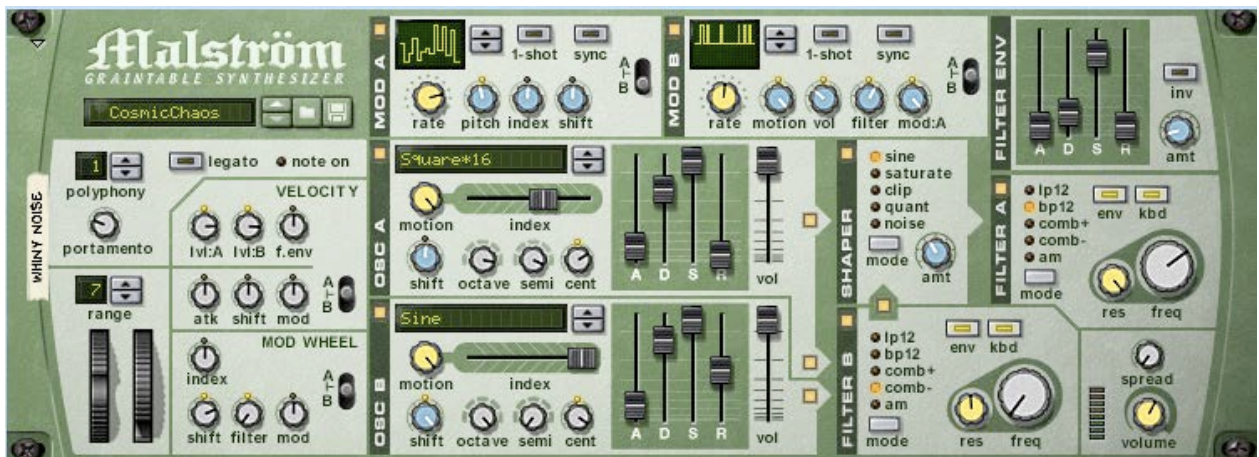 Malström
GRAINTABLE SYNTHESIZER
CosmicChaos
WHINY NOISE
1
polyphony
legato
note on
portamento
VELOCITY
lvl:A lvl:B f.env
7
range
atk shift mod
A
B
MOD WHEEL
index
shift filter mod
A
B
MOD A
1-shot sync
rate pitch index shift
A
B
MOD B
1-shot sync
rate motion vol filter mod:A
A
B
FILTER ENV
A D S R
inv
amt
OSC A
Square*16
motion index
shift octave semi cent
A D S R
vol
OSC B
Sine
motion index
shift octave semi cent
A D S R
vol
SHAPER
sine
saturate
clip
quant
noise
mode
amt
FILTER A
lp12
bp12
comb+
comb-
am
mode
env kbd
res freq
FILTER B
lp12
bp12
comb+
comb-
am
mode
env kbd
res freq
spread
volume